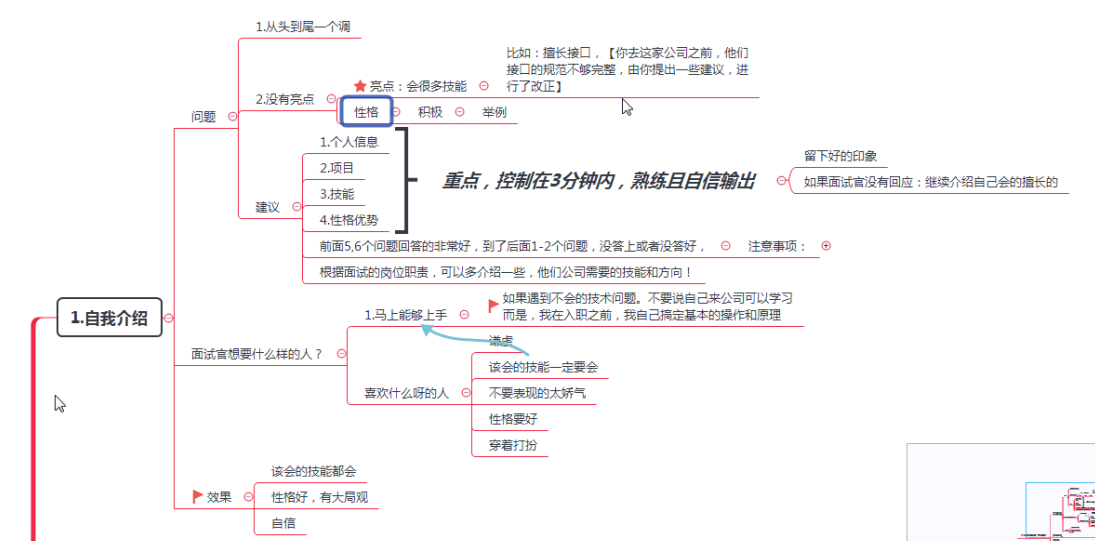 1.从头到尾一个调
比如：擅长接口，【你去这家公司之前，他们
接口的规范不够完整，由你提出一些建议，进
行了改正】
亮点：会很多技能
2.没有亮点
性格
积极
举例
问题
1.个人信息
2.项目
3.技能
4.性格优势
重点，控制在3分钟内，熟练且自信输出
留下好的印象
如果面试官没有回应：继续介绍自己会的擅长的
建议
前面5,6个问题回答的非常好，到了后面1-2个问题，没答上或者没答好，
注意事项：
根据面试的岗位职责，可以多介绍一些，他们公司需要的技能和方向！
1.自我介绍
如果遇到不会的技术问题。不要说自己来公司可以学习
而是，我在入职之前，我自己搞定基本的操作和原理
1.马上能够上手
面试官想要什么样的人？
谦虚
该会的技能一定要会
喜欢什么呀的人
不要表现的太娇气
性格要好
穿着打扮
该会的技能都会
效果
性格好，有大局观
自信